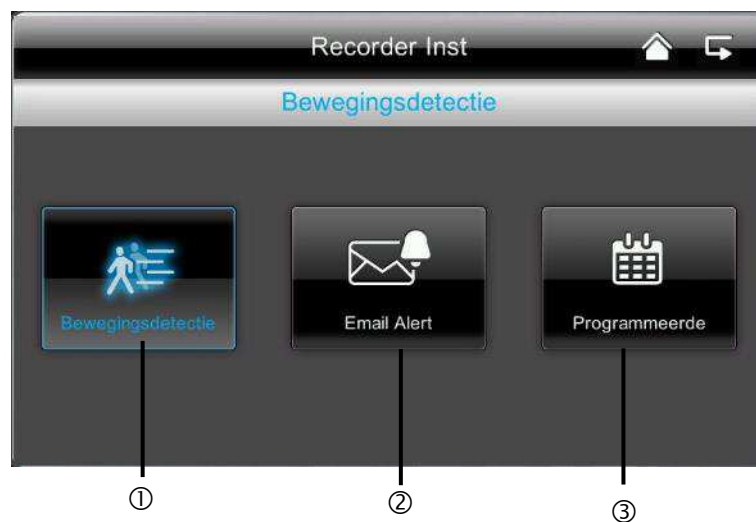 Recorder Inst
Bewegingsdetectie
Bewegingsdetectie Email Alert Programmeerde
① ② ③